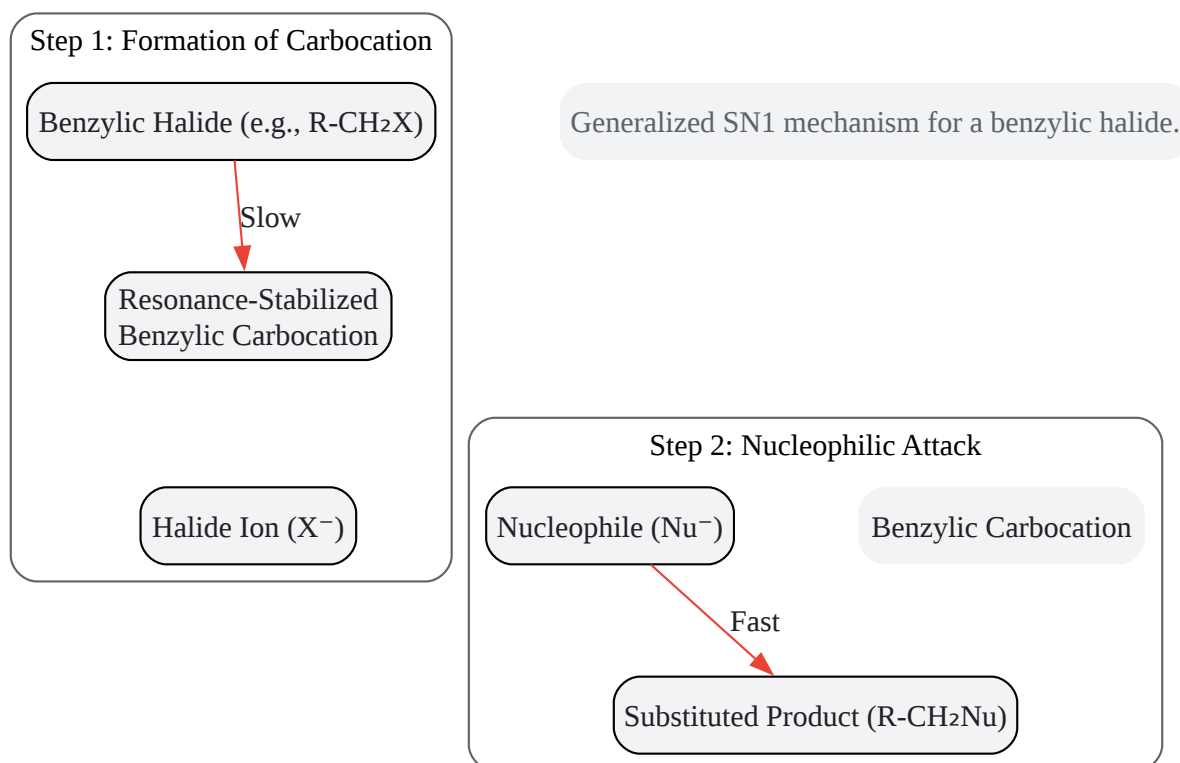 Step 1: Formation of Carbocation
Benzylic Halide (e.g., R-CH₂X)
Slow
Resonance-Stabilized
Benzylic Carbocation
Halide Ion (X⁻)
Generalized SN1 mechanism for a benzylic halide.
Step 2: Nucleophilic Attack
Nucleophile (Nu⁻)
Benzylic Carbocation
Fast
Substituted Product (R-CH₂Nu)